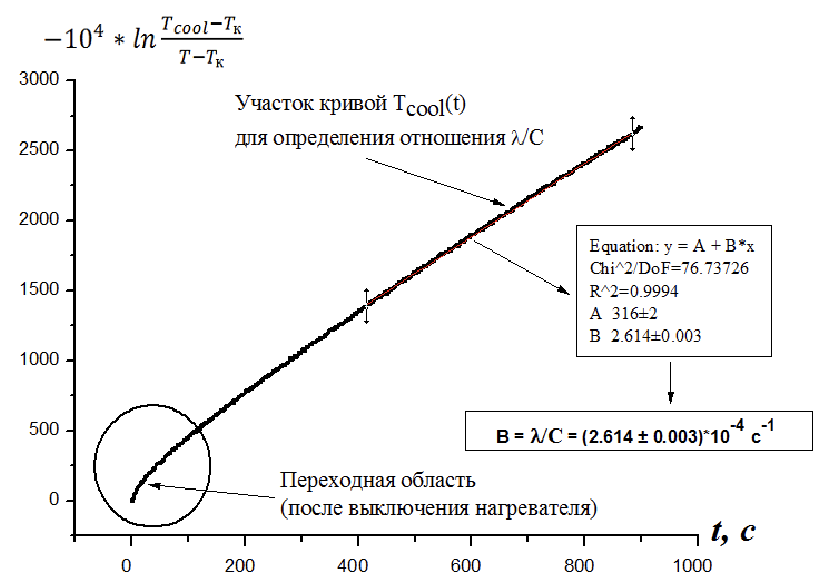 −10⁴ * ln (T_cool−T_к)/(T−T_к)
3000
2500
2000
1500
1000
500
0
Участок кривой T_cool(t)
для определения отношения λ/C
Equation: y = A + B*x
Chi^2/DoF=76.73726
R^2=0.9994
A 316±2
B 2.614±0.003
B = λ/C = (2.614 ± 0.003)*10⁻⁴ c⁻¹
Переходная область
(после выключения нагревателя)
0 200 400 600 800 1000
t, c